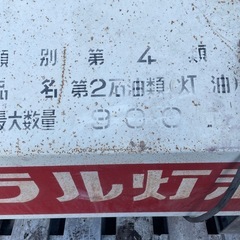 類 別 第 4 類
品 名 第2石油類(灯油)
最大数量 900
ラル灯